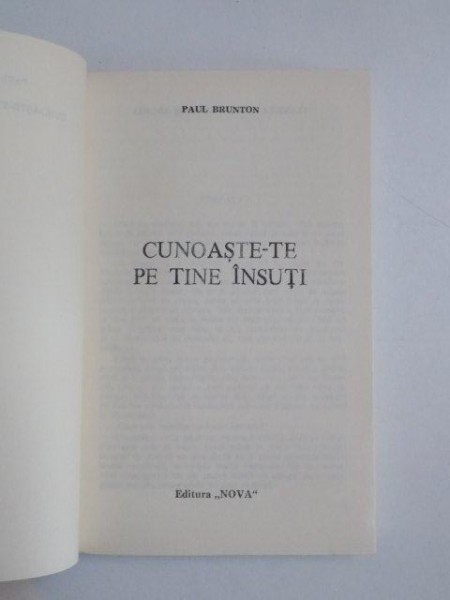 PAUL BRUNTON
CUNOAȘTE-TE
PE TINE ÎNSUȚI
Editura „NOVA“